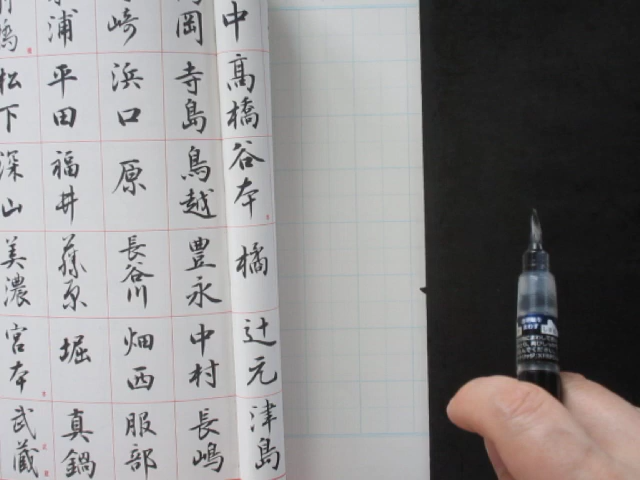 中
髙橋
谷本
橘
辻元
津島
岡
寺島
鳥越
豊永
中村
長嶋
崎
浜口
原
長谷川
畑西
服部
浦
平田
福井
藤原
堀
真鍋
松下
深山
美濃
宮本
武蔵